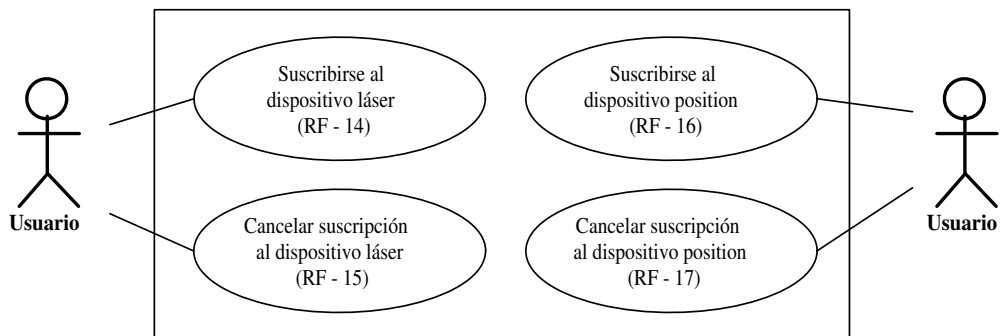 Suscribirse al
dispositivo láser
(RF - 14)
Suscribirse al
dispositivo position
(RF - 16)
Usuario
Cancelar suscripción
al dispositivo láser
(RF - 15)
Cancelar suscripción
al dispositivo position
(RF - 17)
Usuario